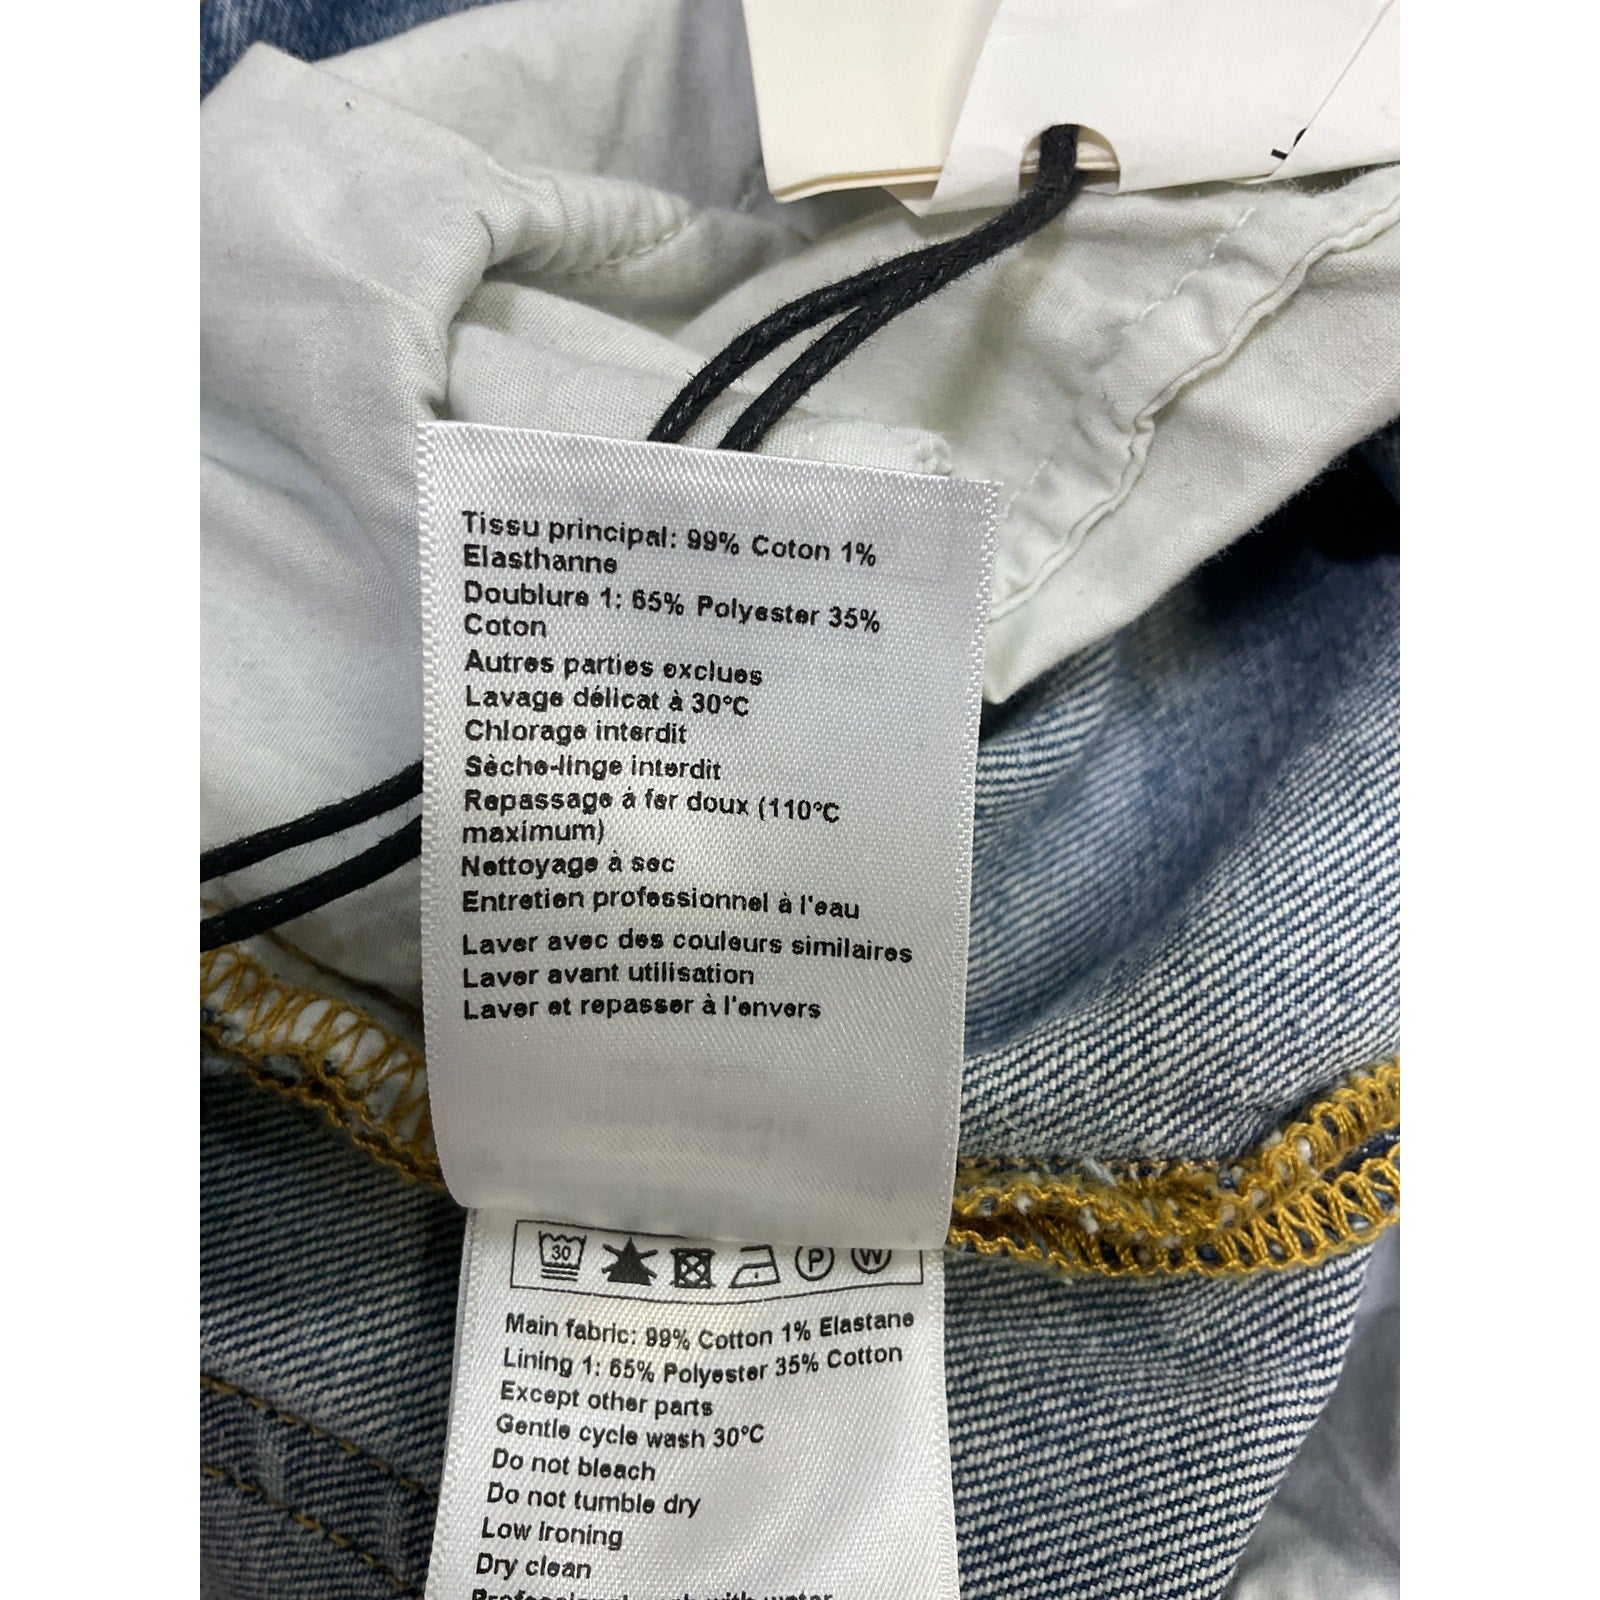 Tissu principal: 99% Coton 1%
Elasthanne
Doublure 1: 65% Polyester 35%
Coton
Autres parties exclues
Lavage délicat à 30°C
Chlorage interdit
Sèche-linge interdit
Repassage à fer doux (110°C
maximum)
Nettoyage à sec
Entretien professionnel à l'eau
Laver avec des couleurs similaires
Laver avant utilisation
Laver et repasser à l'envers
30 P W
Main fabric: 99% Cotton 1% Elastane
Lining 1: 65% Polyester 35% Cotton
Except other parts
Gentle cycle wash 30°C
Do not bleach
Do not tumble dry
Low Ironing
Dry clean
Professional wash with water